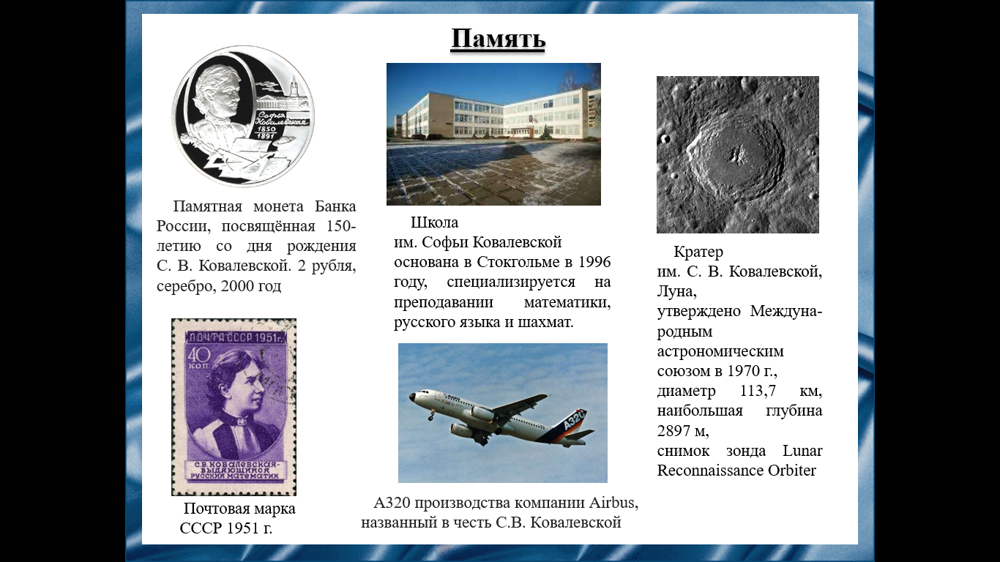 Память
Софья
Ковалевская
1850
1891
Памятная монета Банка
России, посвящённая 150-
летию со дня рождения
С. В. Ковалевской. 2 рубля,
серебро, 2000 год
ПОЧТА СССР 1951г.
40
КОП.
С.В. КОВАЛЕВСКАЯ-
ВЫДАЮЩИЙСЯ
РУССКИЙ МАТЕМАТИК
Почтовая марка
СССР 1951 г.
Школа
им. Софьи Ковалевской
основана в Стокгольме в 1996
году, специализируется на
преподавании математики,
русского языка и шахмат.
A320
A320
A320 производства компании Airbus,
названный в честь С.В. Ковалевской
Кратер
им. С. В. Ковалевской,
Луна,
утверждено Междуна-
родным
астрономическим
союзом в 1970 г.,
диаметр 113,7 км,
наибольшая глубина
2897 м,
снимок зонда Lunar
Reconnaissance Orbiter